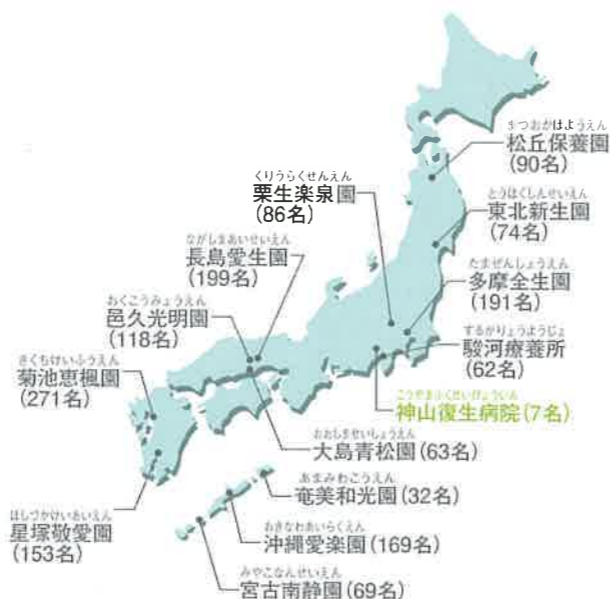 まつおかほようえん
松丘保養園
(90名)
くりうらくせんえん
栗生楽泉園
(86名)
とうほくしんせいえん
東北新生園
(74名)
ながしまあいせいえん
長島愛生園
(199名)
たまぜんしょうえん
多摩全生園
(191名)
おくこうみょうえん
邑久光明園
(118名)
するがりょうようじょ
駿河療養所
(62名)
きくちけいふうえん
菊池恵楓園
(271名)
こうやまふくせいびょういん
神山復生病院(7名)
おおしませいしょうえん
大島青松園(63名)
あまみわこうえん
奄美和光園(32名)
ほしづかけいあいえん
星塚敬愛園
(153名)
おきなわあいらくえん
沖縄愛楽園(169名)
みやこなんせいえん
宮古南静園(69名)